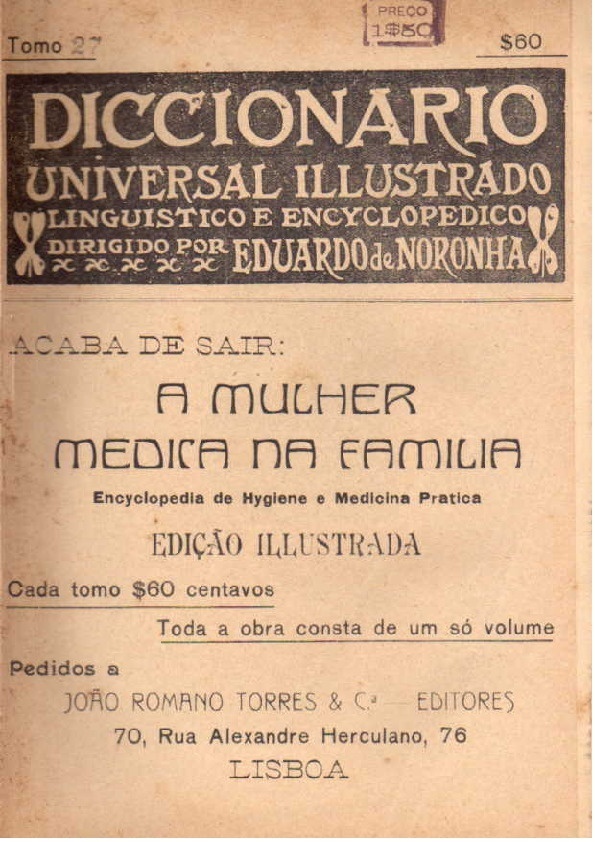 PREÇO
1$50
Tomo 27
$60
DICCIONARIO
UNIVERSAL ILLUSTRADO
LINGUISTICO E ENCYCLOPEDICO
DIRIGIDO POR EDUARDO de NORONHA
ACABA DE SAIR:
A MULHER
MEDICA NA FAMILIA
Encyclopedia de Hygiene e Medicina Pratica
EDIÇÃO ILLUSTRADA
Cada tomo $60 centavos
Toda a obra consta de um só volume
Pedidos a
JOÃO ROMANO TORRES & C.ª — EDITORES
70, Rua Alexandre Herculano, 76
LISBOA